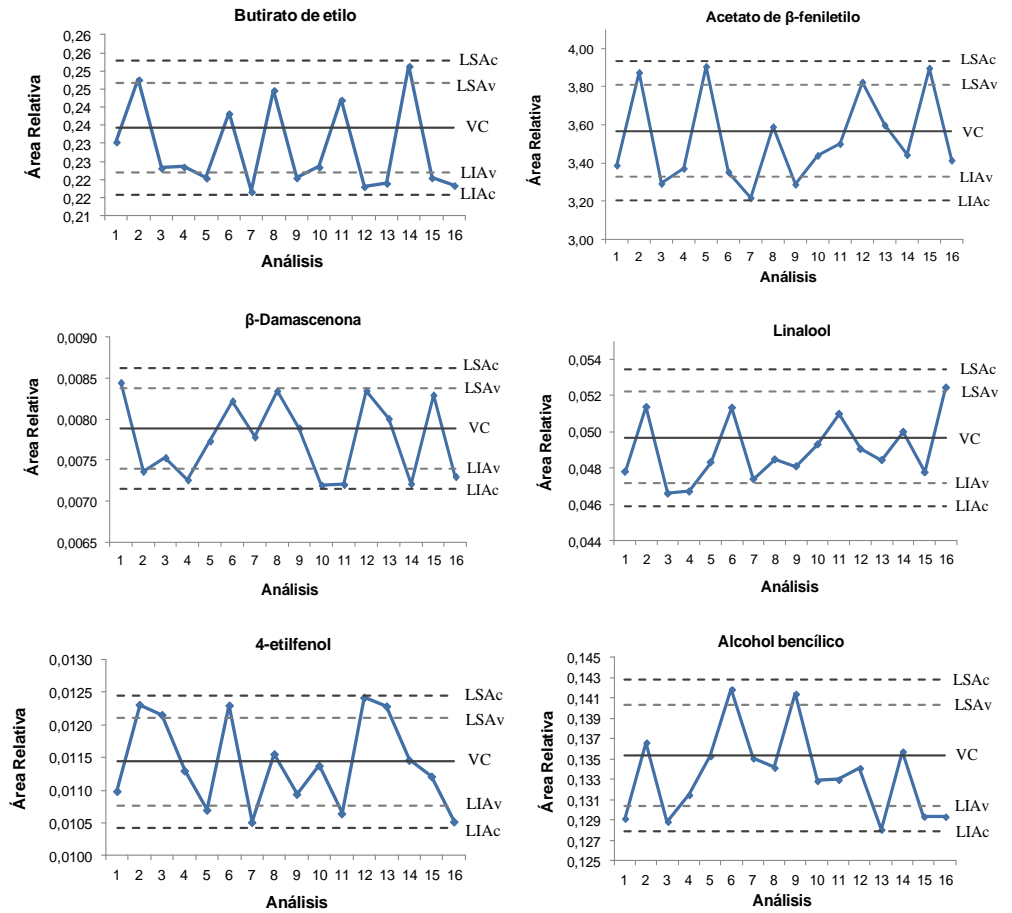 Butirato de etilo
Área Relativa
0,26
0,26
0,25
0,25
0,24
0,24
0,23
0,23
0,22
0,22
0,21
LSAc
LSAv
VC
LIAv
LIAc
1 2 3 4 5 6 7 8 9 10 11 12 13 14 15 16
Análisis
Acetato de β-feniletilo
Área Relativa
4,00
3,80
3,60
3,40
3,20
3,00
LSAc
LSAv
VC
LIAv
LIAc
1 2 3 4 5 6 7 8 9 10 11 12 13 14 15 16
Análisis
β-Damascenona
Área Relativa
0,0090
0,0085
0,0080
0,0075
0,0070
0,0065
LSAc
LSAv
VC
LIAv
LIAc
1 2 3 4 5 6 7 8 9 10 11 12 13 14 15 16
Análisis
Linalool
Área Relativa
0,054
0,052
0,050
0,048
0,046
0,044
LSAc
LSAv
VC
LIAv
LIAc
1 2 3 4 5 6 7 8 9 10 11 12 13 14 15 16
Análisis
4-etilfenol
Área Relativa
0,0130
0,0125
0,0120
0,0115
0,0110
0,0105
0,0100
LSAc
LSAv
VC
LIAv
LIAc
1 2 3 4 5 6 7 8 9 10 11 12 13 14 15 16
Análisis
Alcohol bencílico
Área Relativa
0,145
0,143
0,141
0,139
0,137
0,135
0,133
0,131
0,129
0,127
0,125
LSAc
LSAv
VC
LIAv
LIAc
1 2 3 4 5 6 7 8 9 10 11 12 13 14 15 16
Análisis